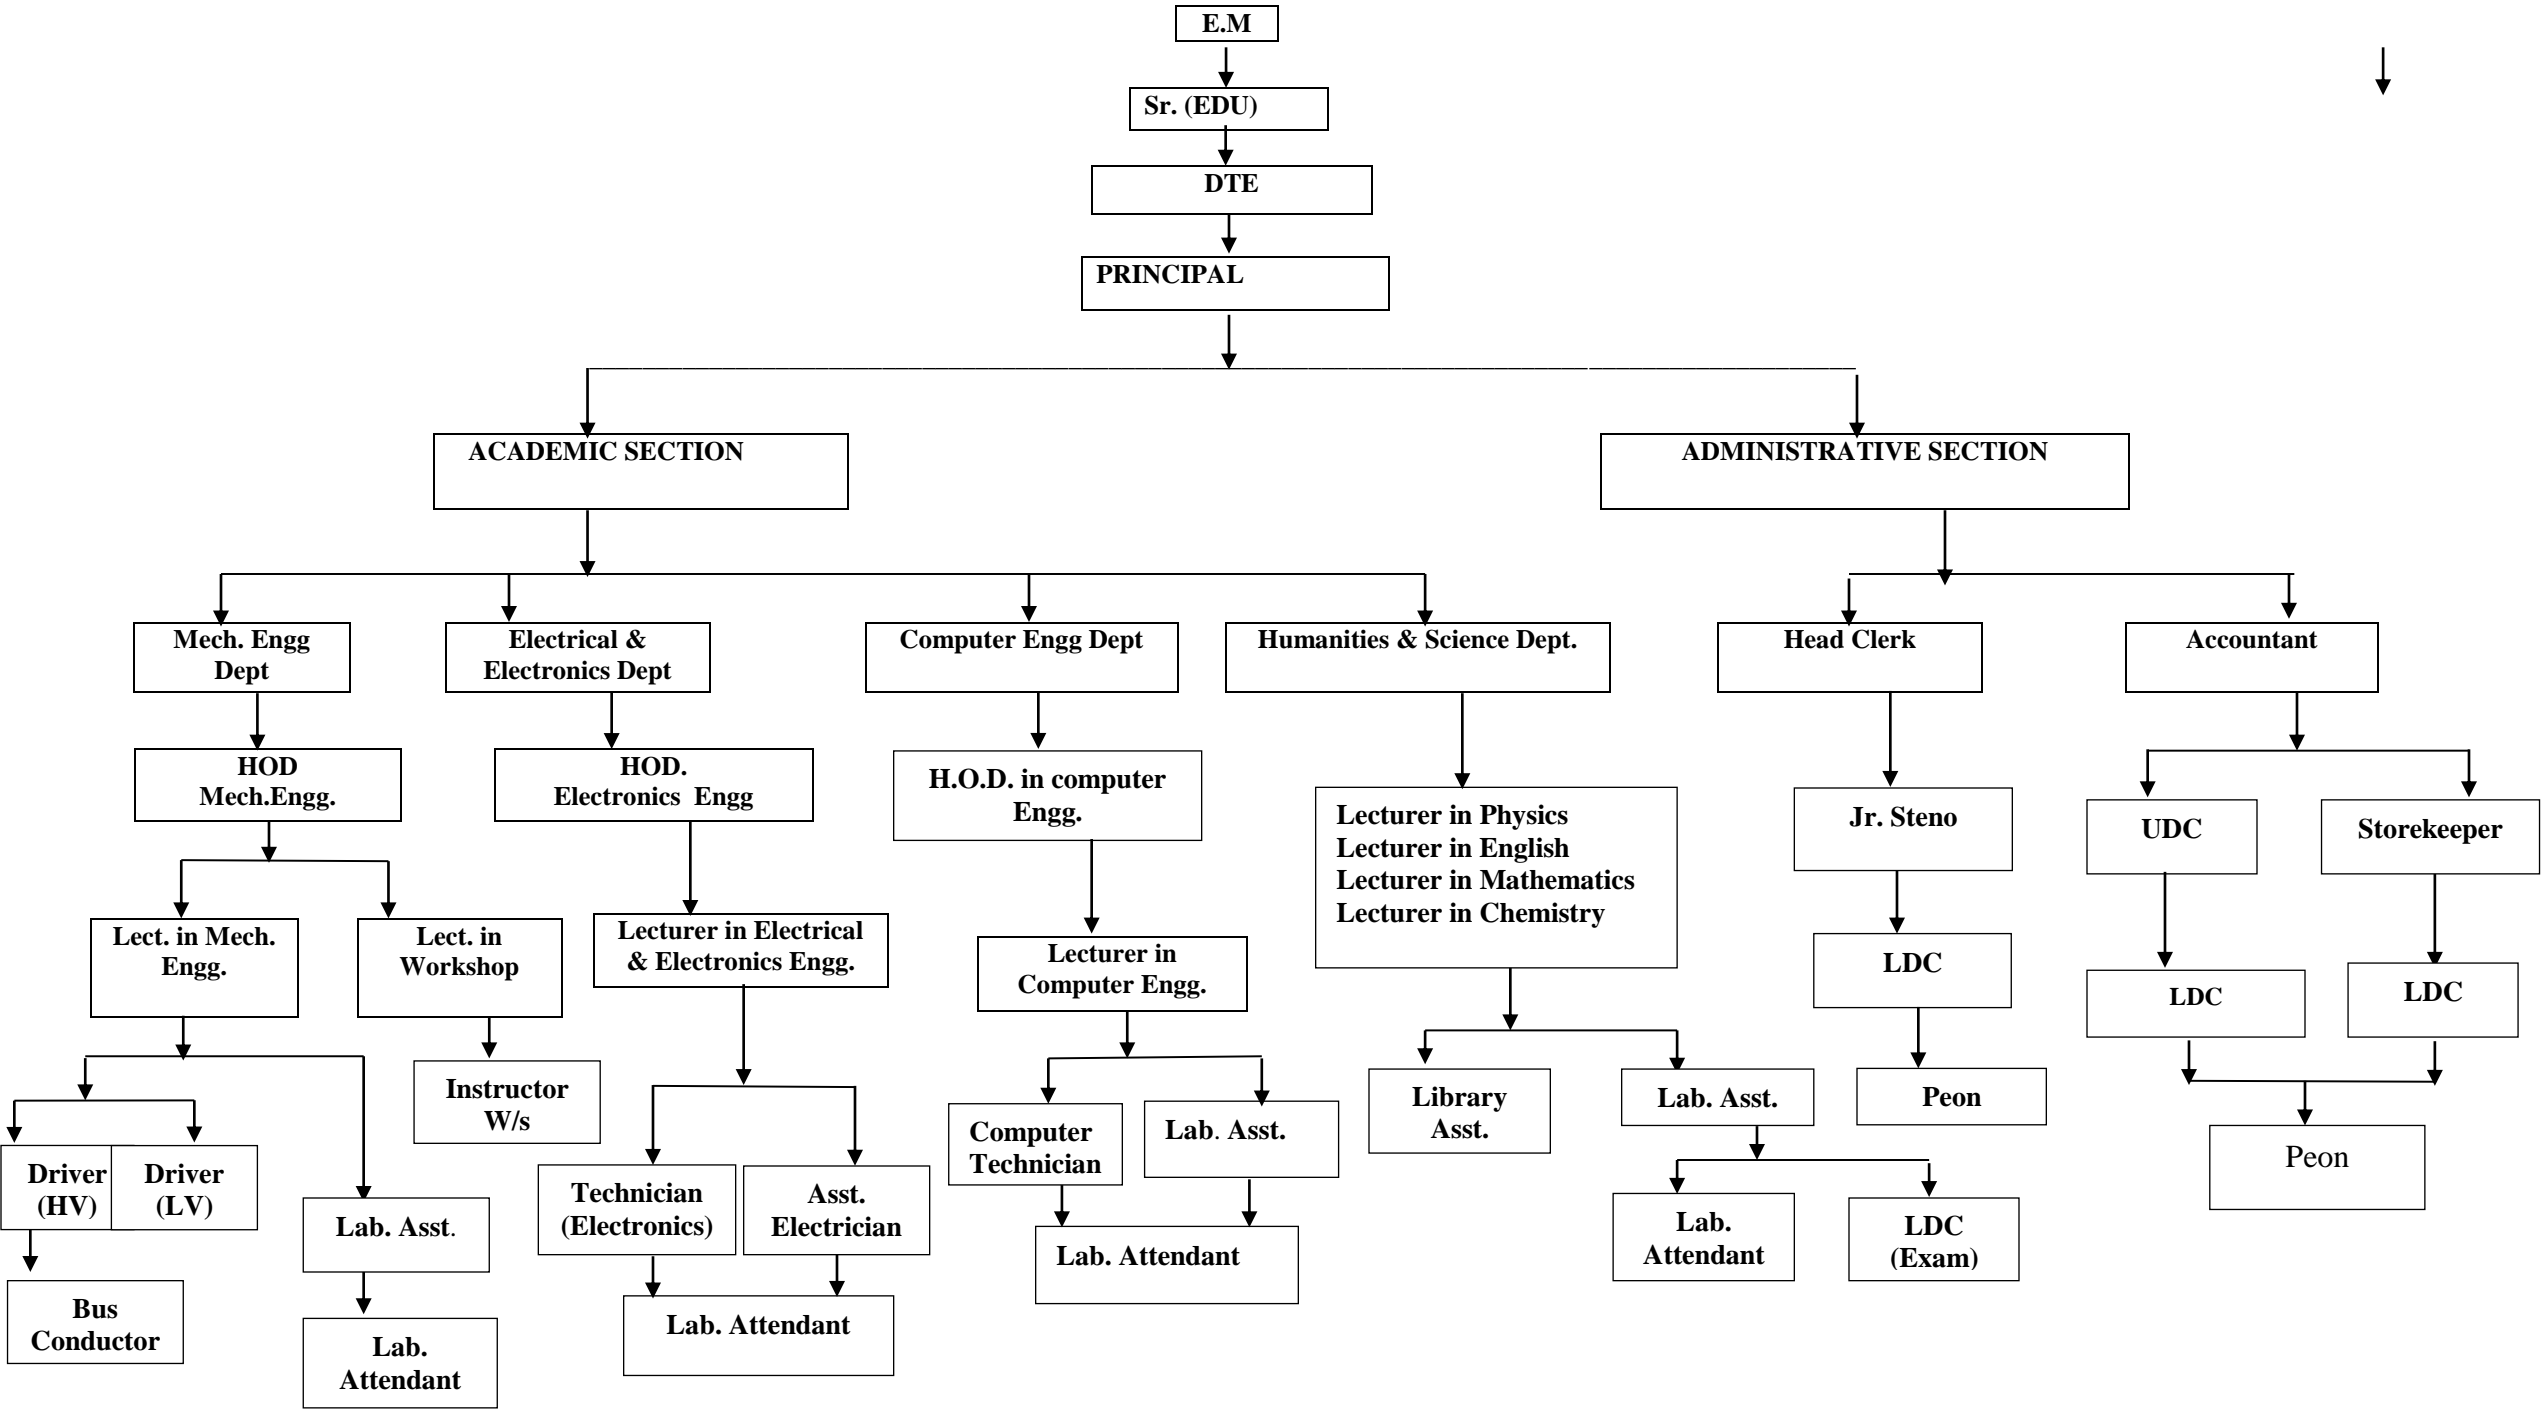 E.M
Sr. (EDU)
DTE
PRINCIPAL
ACADEMIC SECTION
ADMINISTRATIVE SECTION
Mech. Engg
Dept
Electrical &
Electronics Dept
Computer Engg Dept
Humanities & Science Dept.
Head Clerk
Accountant
HOD
Mech.Engg.
HOD.
Electronics Engg
H.O.D. in computer
Engg.
Lecturer in Physics
Lecturer in English
Lecturer in Mathematics
Lecturer in Chemistry
Jr. Steno
UDC
Storekeeper
Lect. in Mech.
Engg.
Lect. in
Workshop
Lecturer in Electrical
& Electronics Engg.
Lecturer in
Computer Engg.
LDC
LDC
LDC
Instructor
W/s
Library
Asst.
Lab. Asst.
Peon
Computer
Technician
Lab. Asst.
Peon
Driver
(HV)
Driver
(LV)
Lab. Asst.
Technician
(Electronics)
Asst.
Electrician
Lab. Attendant
Lab.
Attendant
LDC
(Exam)
Bus
Conductor
Lab.
Attendant
Lab. Attendant